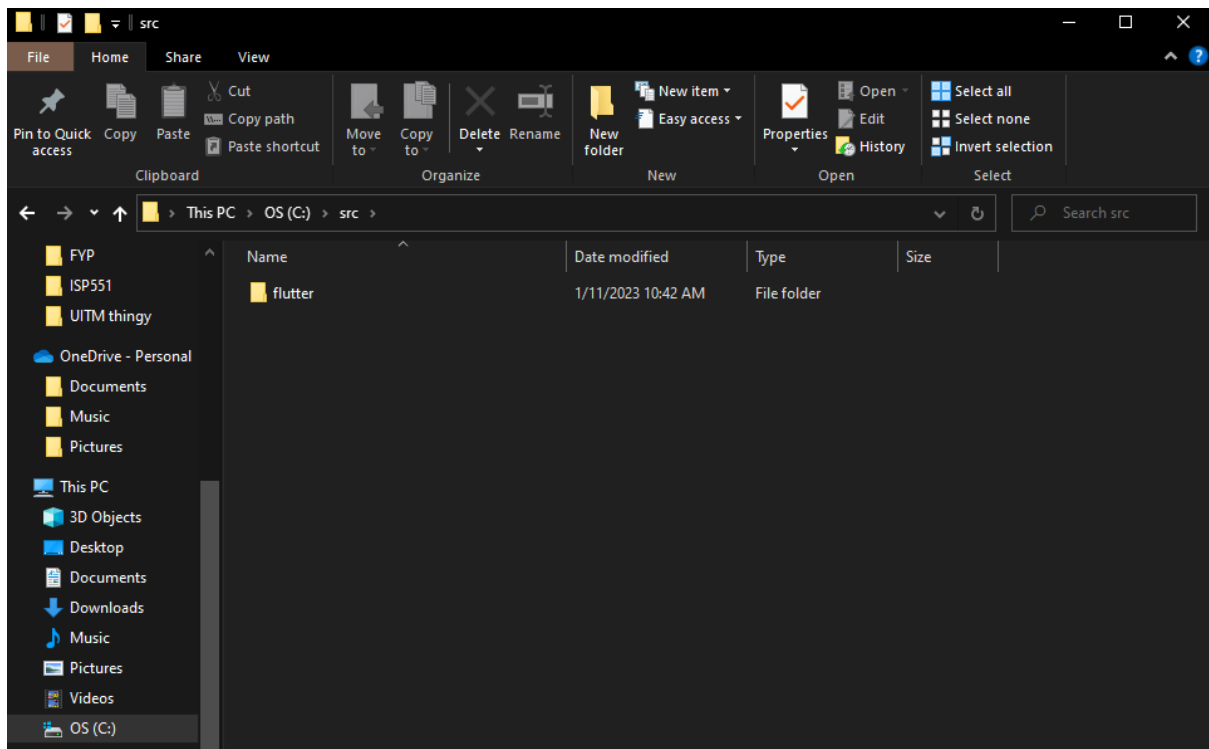 src
File Home Share View
Pin to Quick access
Copy
Paste
Cut
Copy path
Paste shortcut
Clipboard
Move to
Copy to
Delete
Rename
Organize
New folder
New item
Easy access
New
Properties
Open
Edit
History
Open
Select all
Select none
Invert selection
Select
This PC > OS (C:) > src >
Search src
FYP
ISP551
UITM thingy
OneDrive - Personal
Documents
Music
Pictures
This PC
3D Objects
Desktop
Documents
Downloads
Music
Pictures
Videos
OS (C:)
Name Date modified Type Size
flutter 1/11/2023 10:42 AM File folder